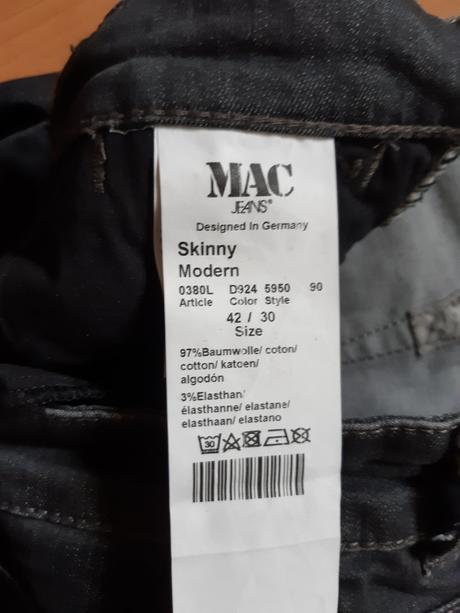 MAC
JEANS®
Designed In Germany
Skinny
Modern
0380L D924 5950 90
Article Color Style
42 / 30
Size
97%Baumwolle/ coton/
cotton/ katoen/
algodón
3%Elasthan/
élasthanne/ elastane/
elasthaan/ elastano
30